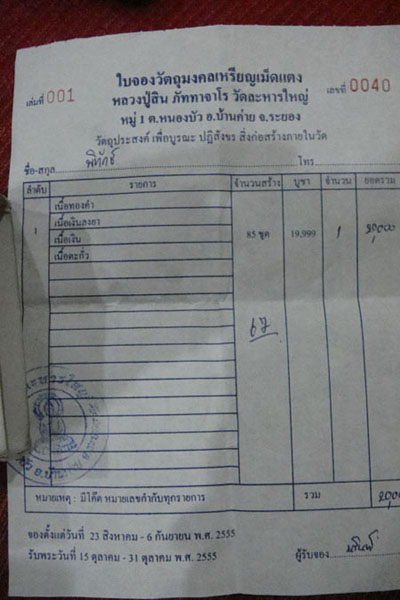 ใบจองวัตถุมงคลเหรียญเม็ดแตง
เล่มที่ 001
หลวงปู่สิน ภัททาจาโร วัดละหารใหญ่
เลขที่ 0040
หมู่ 1 ต.หนองบัว อ.บ้านค่าย จ.ระยอง
วัตถุประสงค์ เพื่อบูรณะ ปฏิสังขร สิ่งก่อสร้างภายในวัด
ชื่อ-สกุล พิทักษ์ โทร
ลำดับ รายการ จำนวนสร้าง บูชา จำนวน ยอดรวม
เนื้อทองคำ
เนื้อเงินลงยา
1 เนื้อเงิน 85 ชุด 19,999 1 20,000
เนื้อตะกั่ว
67
หมายเหตุ : มีโค๊ต หมายเลขกำกับทุกรายการ รวม
จองตั้งแต่วันที่ 23 สิงหาคม - 6 กันยายน พ.ศ. 2555
รับพระวันที่ 15 ตุลาคม - 31 ตุลาคม พ.ศ. 2555 ผู้รับจอง